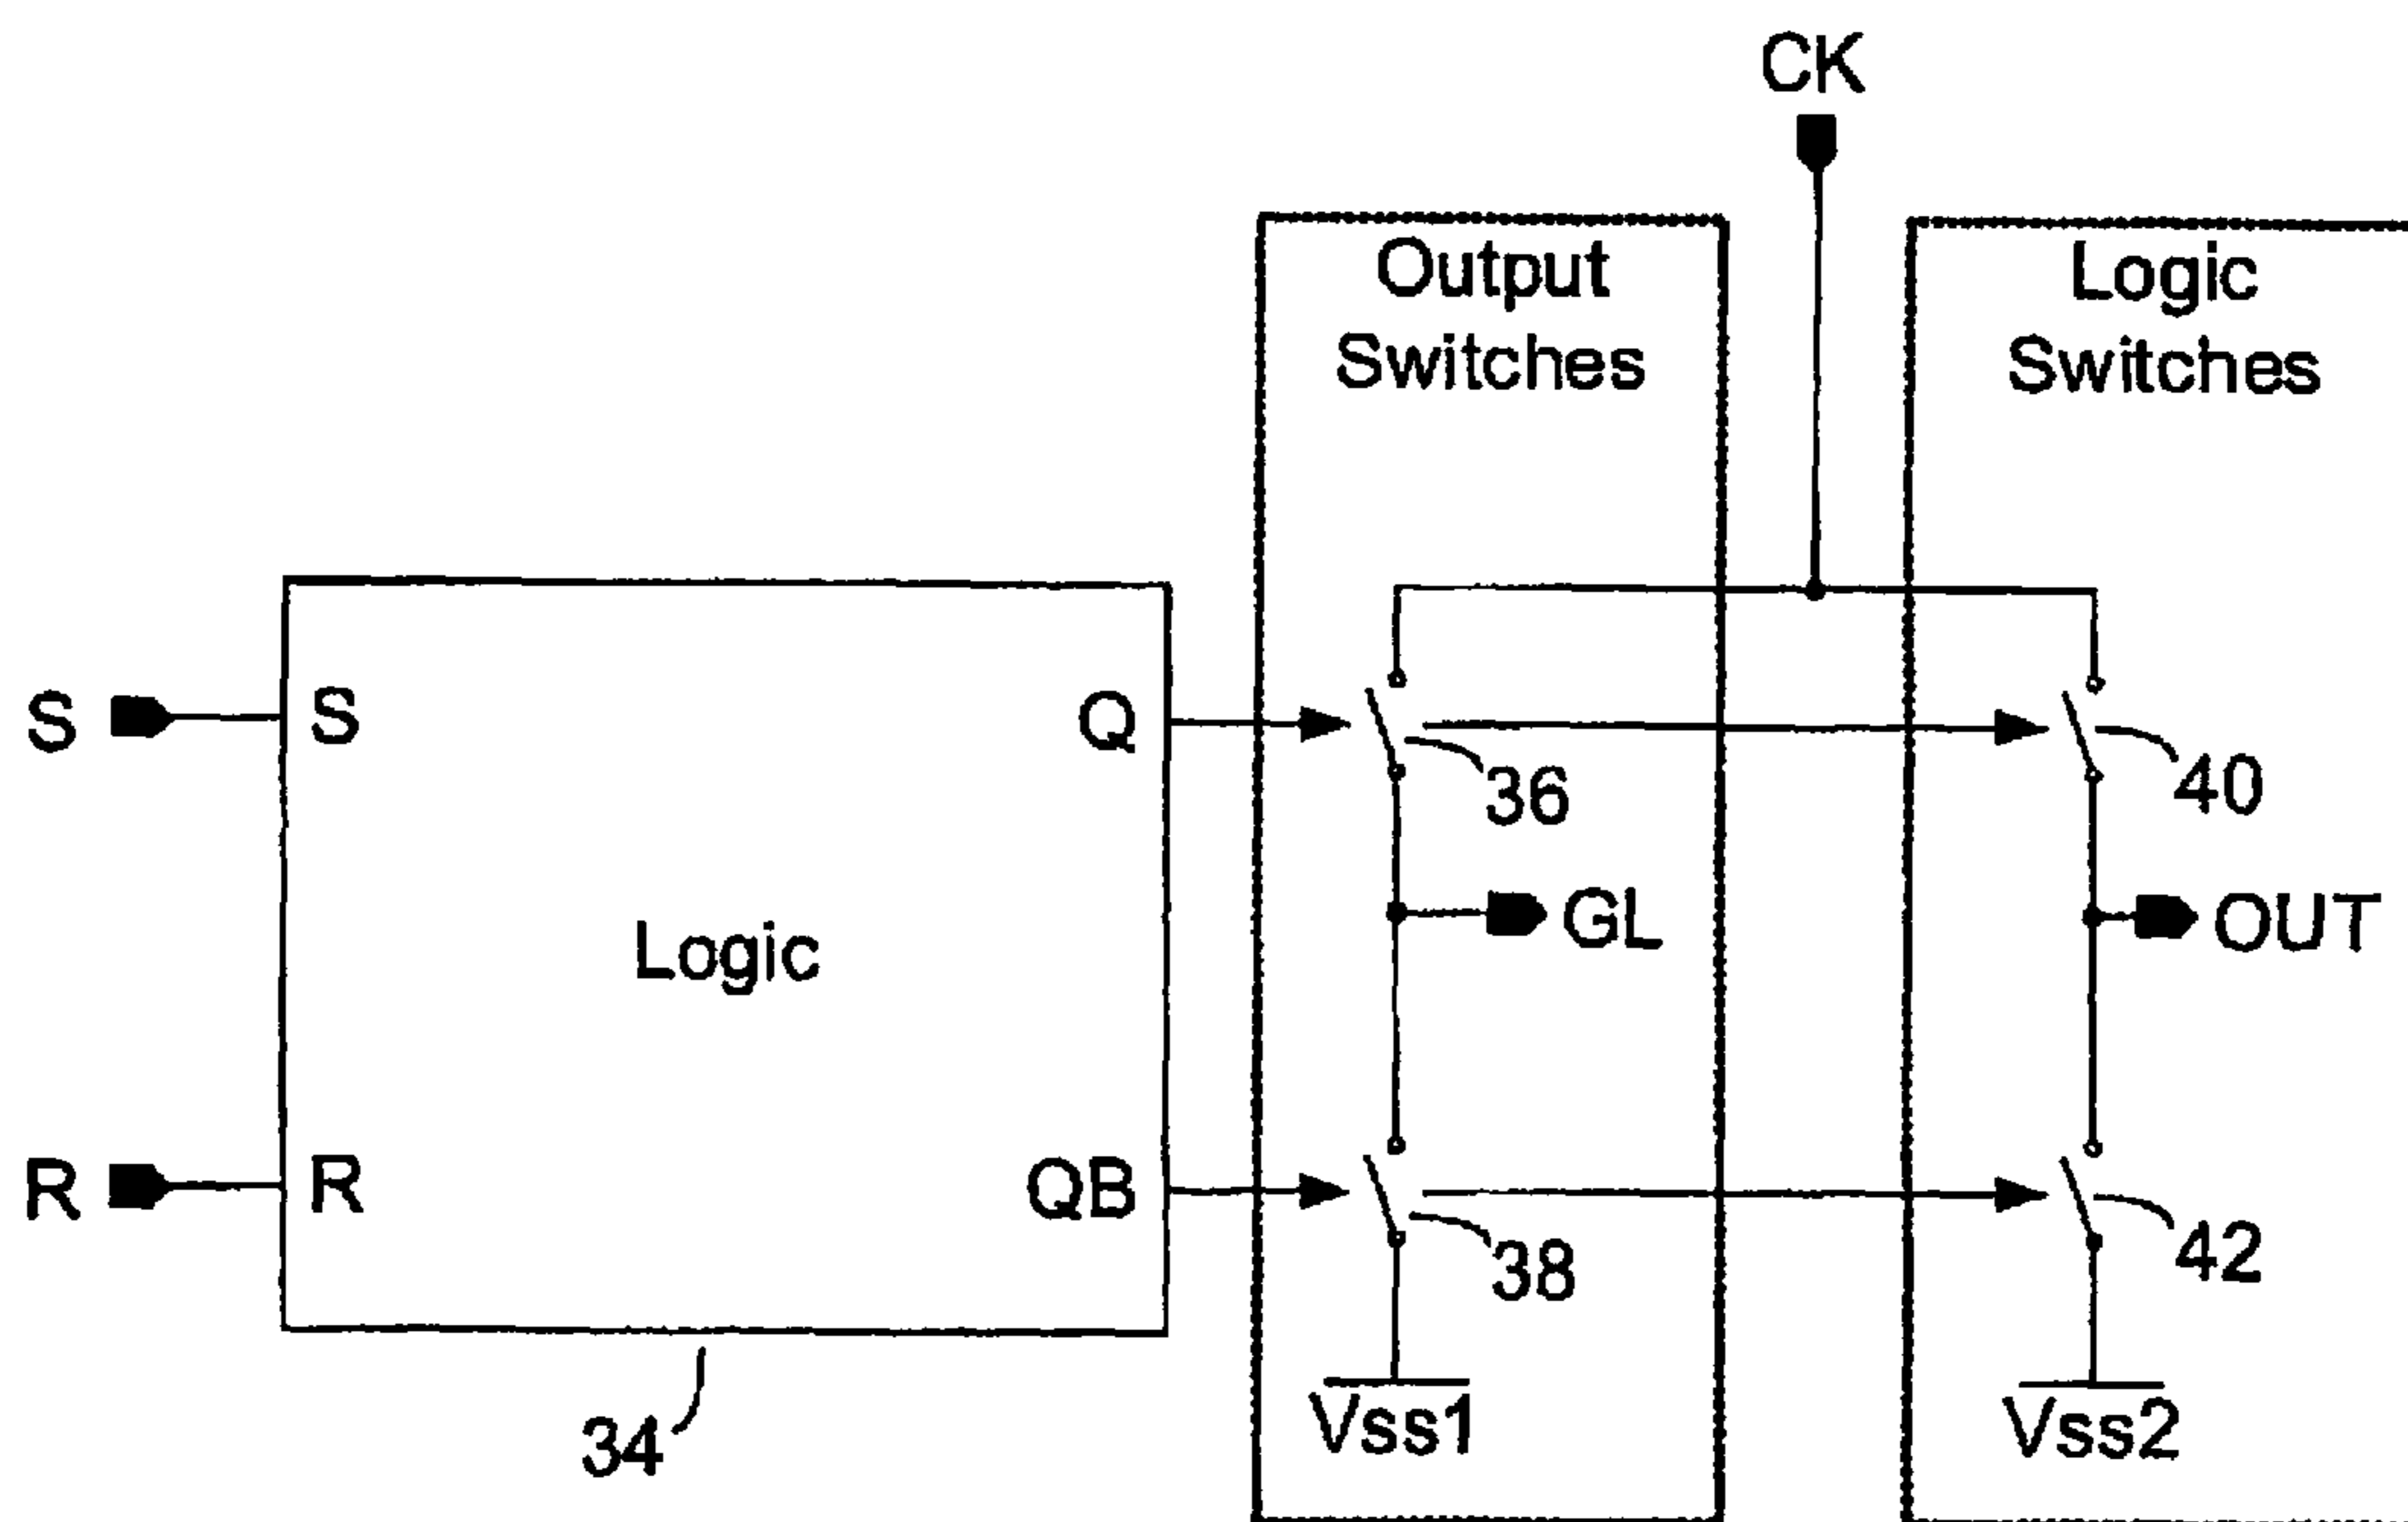 CK
Output
Switches
Logic
Switches
S
S
Q
36
40
Logic
GL
OUT
R
R
QB
38
42
Vss1
Vss2
34